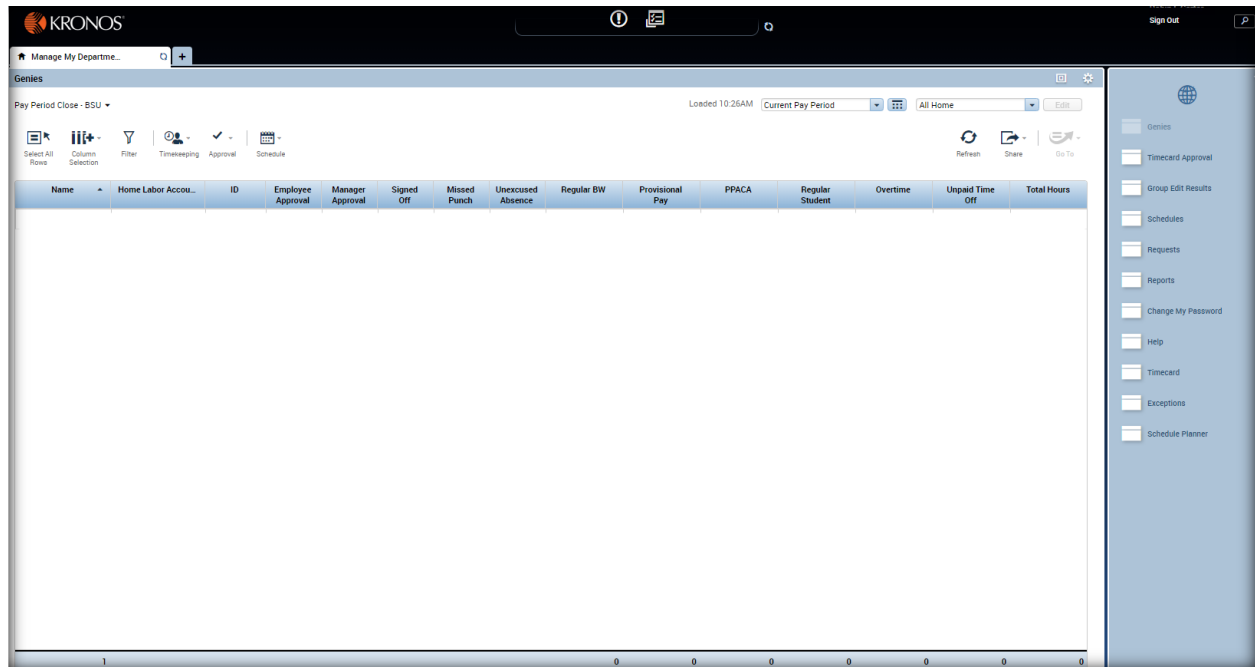 KRONOS
Sign Out
Manage My Departme...
+
Genies
Pay Period Close - BSU
Loaded 10:26AM
Current Pay Period
All Home
Edit
Select All Rows
Column Selection
Filter
Timekeeping
Approval
Schedule
Refresh
Share
Go To
Name
Home Labor Accou...
ID
Employee Approval
Manager Approval
Signed Off
Missed Punch
Unexcused Absence
Regular BW
Provisional Pay
PPACA
Regular Student
Overtime
Unpaid Time Off
Total Hours
1
0
0
0
0
0
0
0
Genies
Timecard Approval
Group Edit Results
Schedules
Requests
Reports
Change My Password
Help
Timecard
Exceptions
Schedule Planner